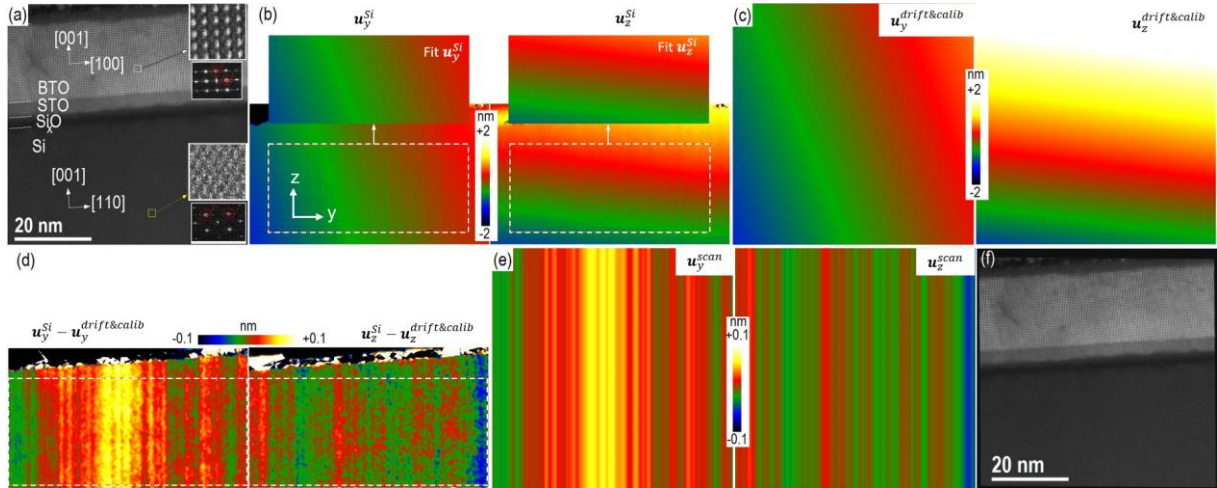 (a)
[001]
[100]
BTO
STO
SiOx
Si
[001]
[110]
20 nm
(b)
u_y^Si
u_z^Si
Fit u_y^Si
Fit u_z^Si
nm
+2
-2
z
y
(c)
u_y^drift&calib
u_z^drift&calib
nm
+2
-2
(d)
u_y^Si − u_y^drift&calib
nm
-0.1
+0.1
u_z^Si − u_z^drift&calib
(e)
u_y^scan
u_z^scan
nm
+0.1
-0.1
(f)
20 nm